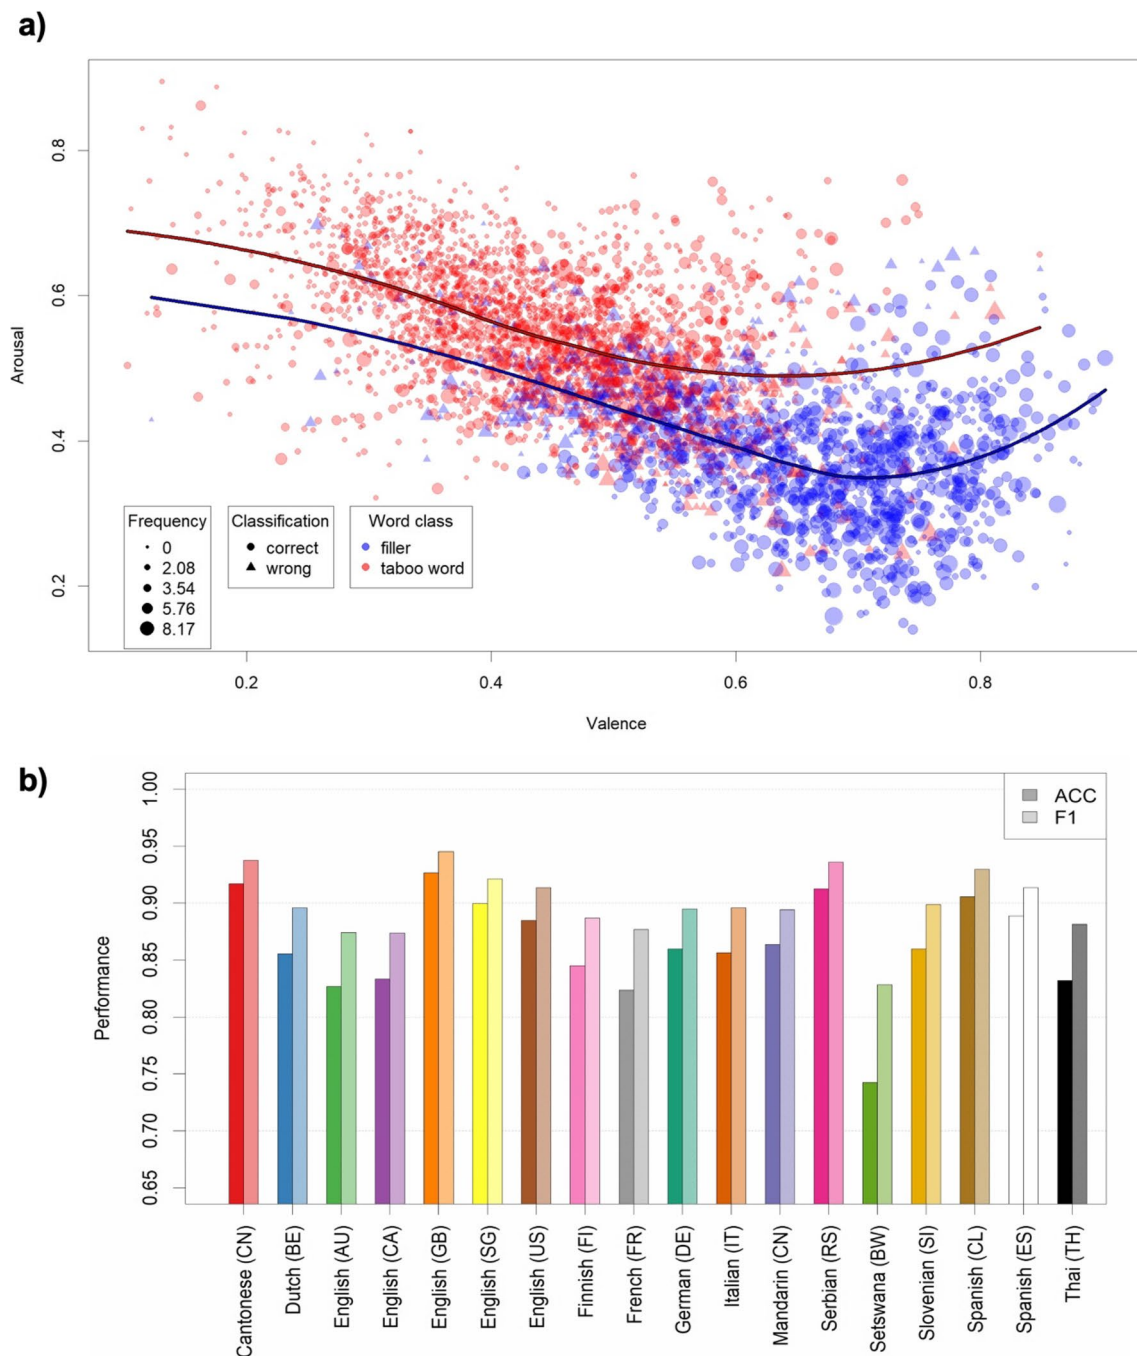 a)
Arousal
0.8
0.6
0.4
0.2
Frequency
0
2.08
3.54
5.76
8.17
Classification
correct
wrong
Word class
filler
taboo word
0.2 0.4 0.6 0.8
Valence
b)
Performance
1.00
0.95
0.90
0.85
0.80
0.75
0.70
0.65
ACC
F1
Cantonese (CN)
Dutch (BE)
English (AU)
English (CA)
English (GB)
English (SG)
English (US)
Finnish (FI)
French (FR)
German (DE)
Italian (IT)
Mandarin (CN)
Serbian (RS)
Setswana (BW)
Slovenian (SI)
Spanish (CL)
Spanish (ES)
Thai (TH)